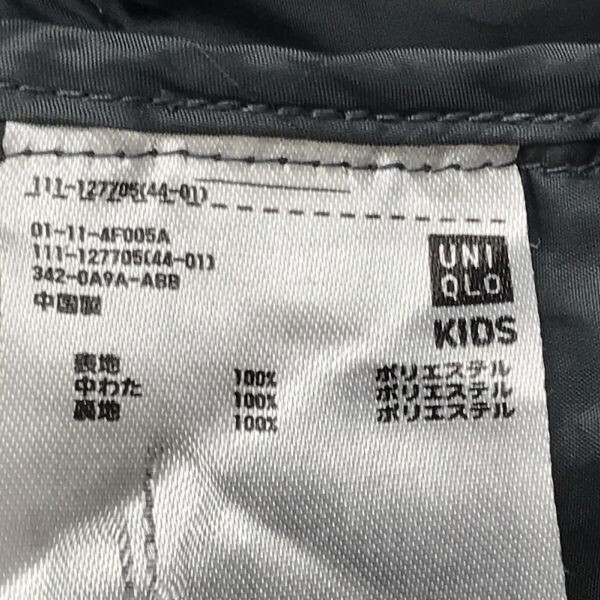 111-127705(44-01)
01-11-4F005A
111-127705(44-01)
342-0A9A-ABB
中国製
UNI
QLO
KIDS
表地 100% ポリエステル
中わた 100% ポリエステル
裏地 100% ポリエステル